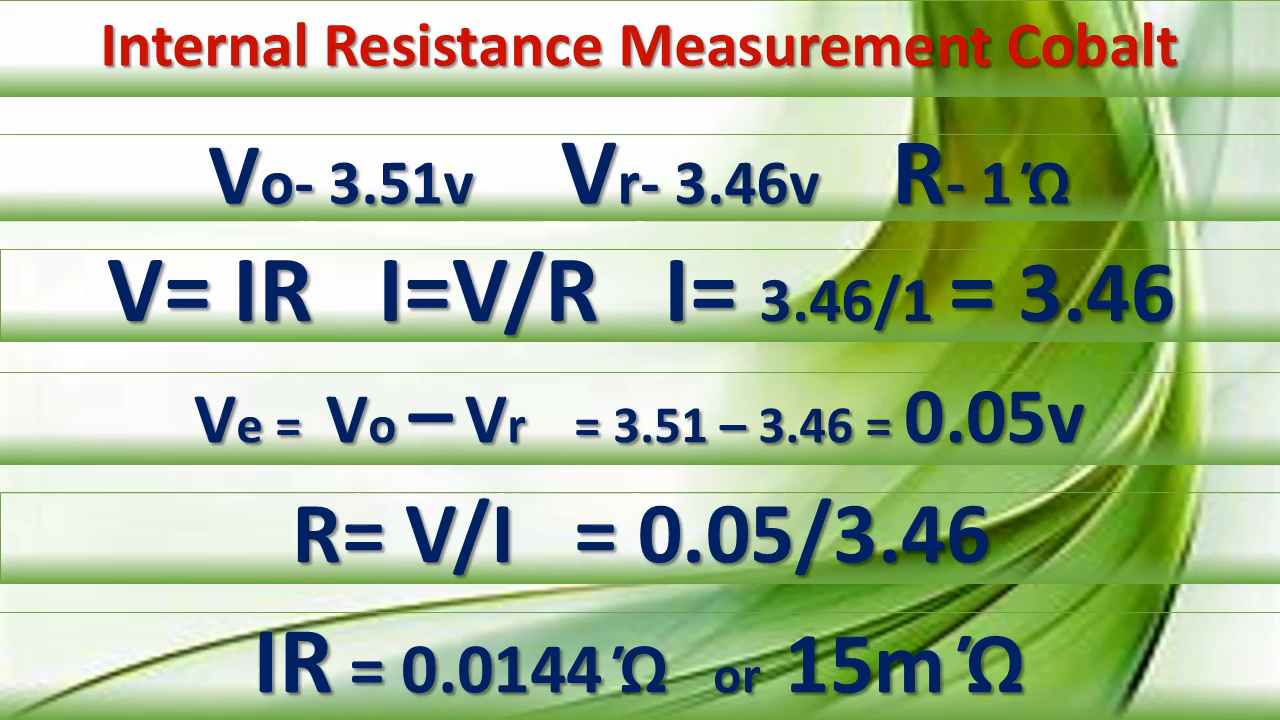 Internal Resistance Measurement Cobalt
Vo- 3.51v Vr- 3.46v R- 1Ώ
V= IR I=V/R I= 3.46/1 = 3.46
Ve = Vo – Vr = 3.51 – 3.46 = 0.05v
R= V/I = 0.05/3.46
IR = 0.0144Ώ or 15mΏ